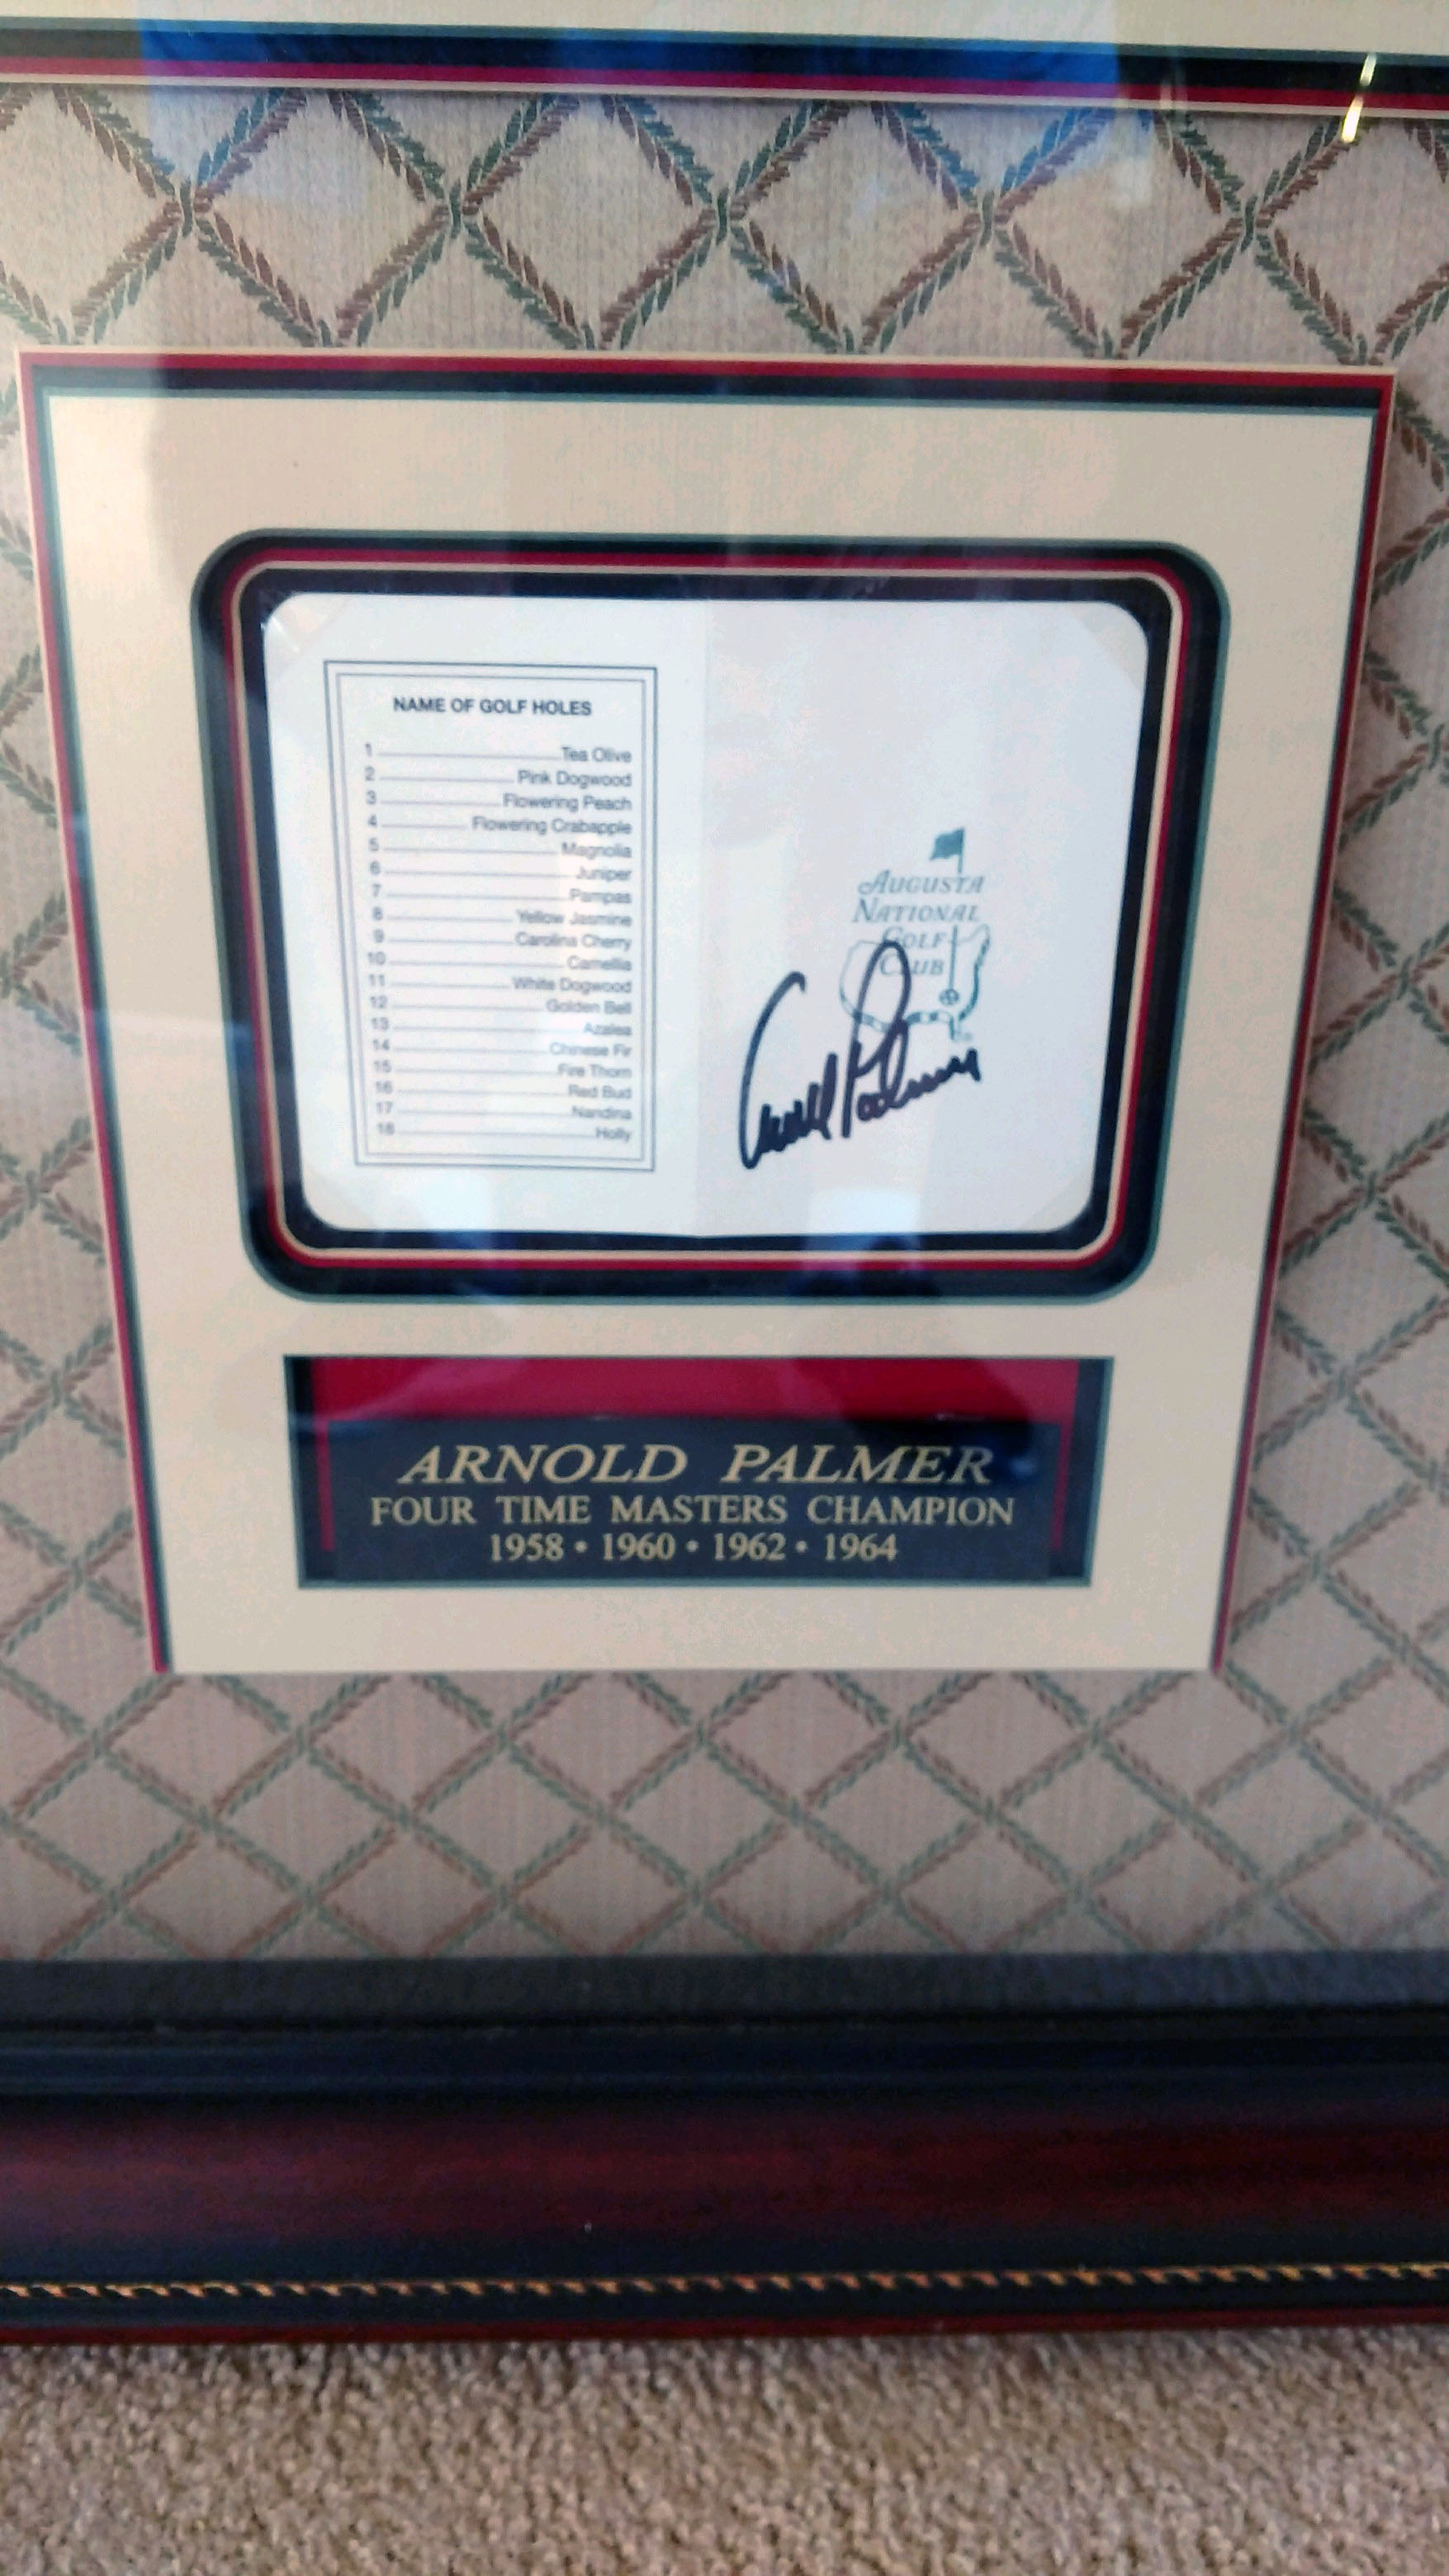 NAME OF GOLF HOLES
1 Tea Olive
2 Pink Dogwood
3 Flowering Peach
4 Flowering Crabapple
5 Magnolia
6 Juniper
7 Pampas
8 Yellow Jasmine
9 Carolina Cherry
10 Camellia
11 White Dogwood
12 Golden Bell
13 Azalea
14 Chinese Fir
15 Fire Thorn
16 Red Bud
17 Nandina
18 Holly
AUGUSTA
NATIONAL
GOLF
CLUB
Arnold Palmer
ARNOLD PALMER
FOUR TIME MASTERS CHAMPION
1958 • 1960 • 1962 • 1964